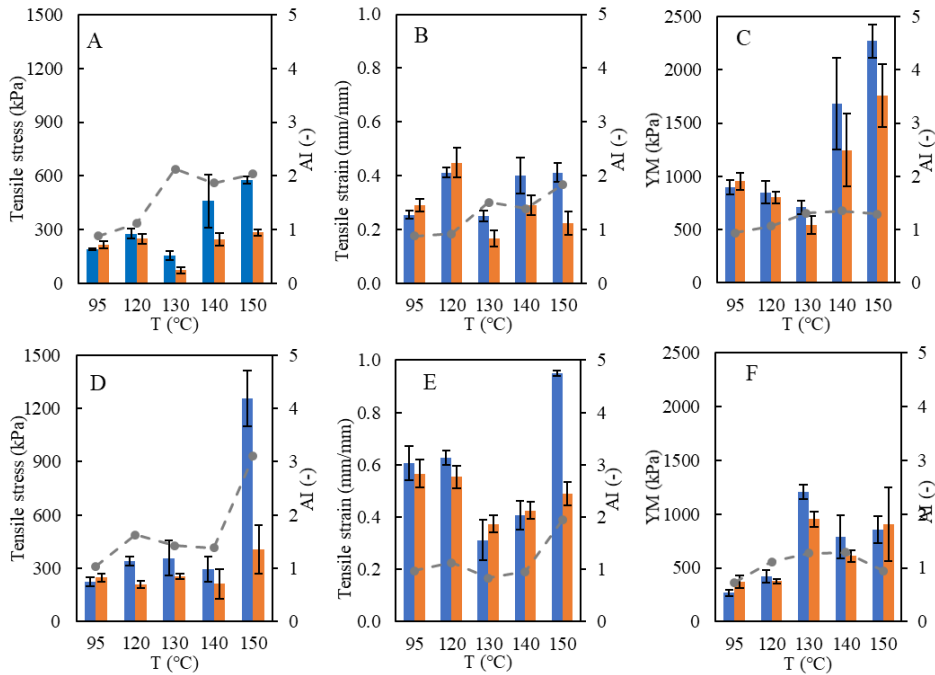 A
Tensile stress (kPa)
1500
1200
900
600
300
0
5
4
3
2
1
0
AI (-)
95 120 130 140 150
T (℃)
B
Tensile strain (mm/mm)
1.0
0.8
0.6
0.4
0.2
0.0
5
4
3
2
1
0
AI (-)
95 120 130 140 150
T (℃)
C
YM (kPa)
2500
2000
1500
1000
500
0
5
4
3
2
1
0
AI (-)
95 120 130 140 150
T (℃)
D
Tensile stress (kPa)
1500
1200
900
600
300
0
5
4
3
2
1
0
AI (-)
95 120 130 140 150
T (℃)
E
Tensile strain (mm/mm)
1.0
0.8
0.6
0.4
0.2
0.0
5
4
3
2
1
0
AI (-)
95 120 130 140 150
T (℃)
F
YM (kPa)
2500
2000
1500
1000
500
0
5
4
3
2
1
0
AI (-)
95 120 130 140 150
T (℃)